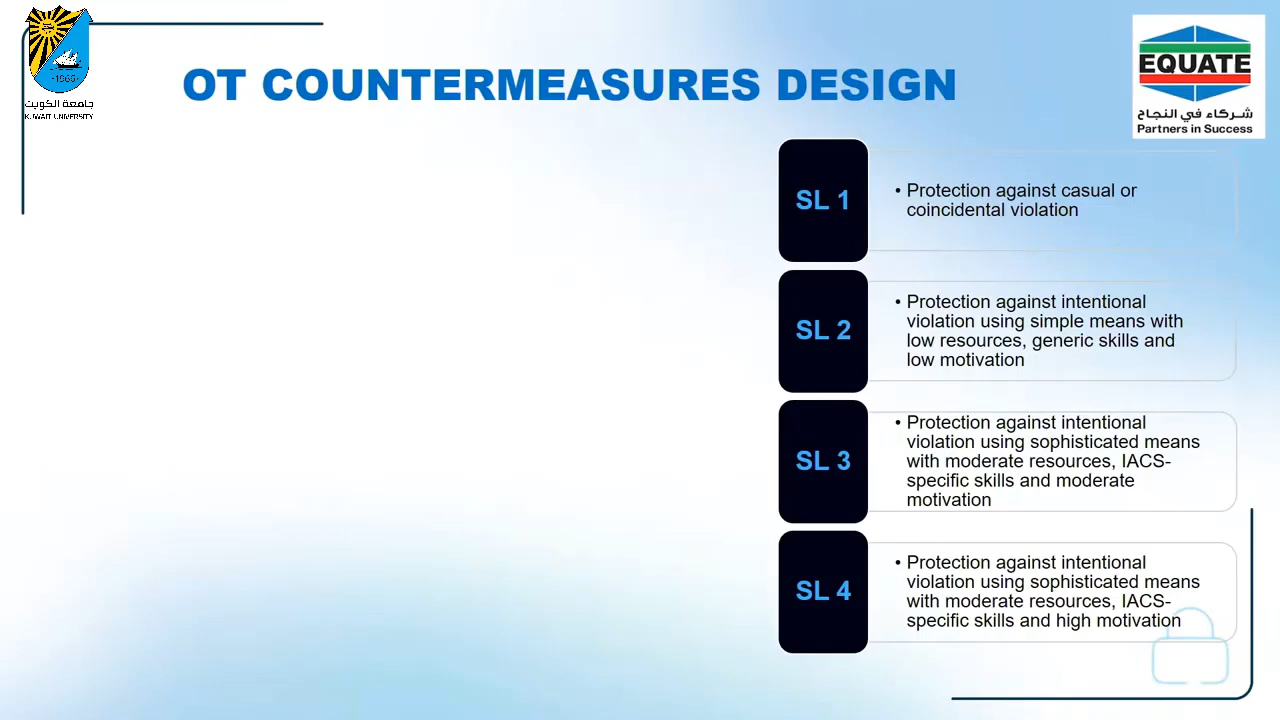 1966
جامعة الكويت
KUWAIT UNIVERSITY
OT COUNTERMEASURES DESIGN
EQUATE
شركاء في النجاح
Partners in Success
SL 1
• Protection against casual or
coincidental violation
SL 2
• Protection against intentional
violation using simple means with
low resources, generic skills and
low motivation
SL 3
• Protection against intentional
violation using sophisticated means
with moderate resources, IACS-
specific skills and moderate
motivation
SL 4
• Protection against intentional
violation using sophisticated means
with moderate resources, IACS-
specific skills and high motivation